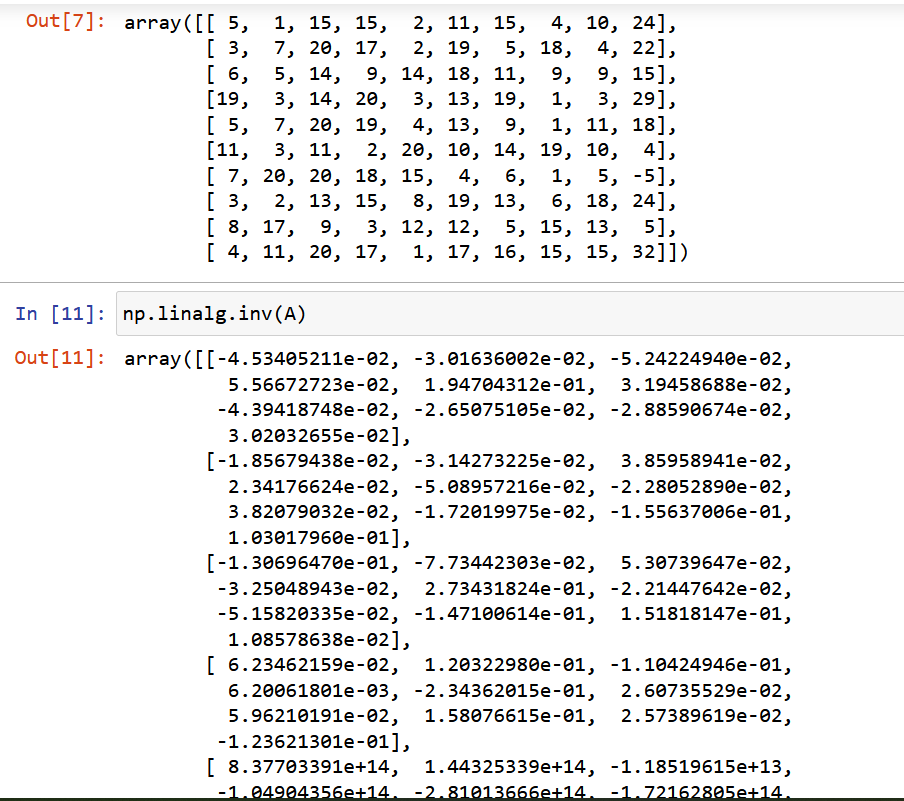 Out[7]: array([[ 5,  1, 15, 15,  2, 11, 15,  4, 10, 24],
[ 3,  7, 20, 17,  2, 19,  5, 18,  4, 22],
[ 6,  5, 14,  9, 14, 18, 11,  9,  9, 15],
[19,  3, 14, 20,  3, 13, 19,  1,  3, 29],
[ 5,  7, 20, 19,  4, 13,  9,  1, 11, 18],
[11,  3, 11,  2, 20, 10, 14, 19, 10,  4],
[ 7, 20, 20, 18, 15,  4,  6,  1,  5, -5],
[ 3,  2, 13, 15,  8, 19, 13,  6, 18, 24],
[ 8, 17,  9,  3, 12, 12,  5, 15, 13,  5],
[ 4, 11, 20, 17,  1, 17, 16, 15, 15, 32]])
In [11]: np.linalg.inv(A)
Out[11]: array([[-4.53405211e-02, -3.01636002e-02, -5.24224940e-02,
5.56672723e-02,  1.94704312e-01,  3.19458688e-02,
-4.39418748e-02, -2.65075105e-02, -2.88590674e-02,
3.02032655e-02],
[-1.85679438e-02, -3.14273225e-02,  3.85958941e-02,
2.34176624e-02, -5.08957216e-02, -2.28052890e-02,
3.82079032e-02, -1.72019975e-02, -1.55637006e-01,
1.03017960e-01],
[-1.30696470e-01, -7.73442303e-02,  5.30739647e-02,
-3.25048943e-02,  2.73431824e-01, -2.21447642e-02,
-5.15820335e-02, -1.47100614e-01,  1.51818147e-01,
1.08578638e-02],
[ 6.23462159e-02,  1.20322980e-01, -1.10424946e-01,
6.20061801e-03, -2.34362015e-01,  2.60735529e-02,
5.96210191e-02,  1.58076615e-01,  2.57389619e-02,
-1.23621301e-01],
[ 8.37703391e+14,  1.44325339e+14, -1.18519615e+13,
-1.04904356e+14, -2.81013666e+14, -1.72162805e+14,